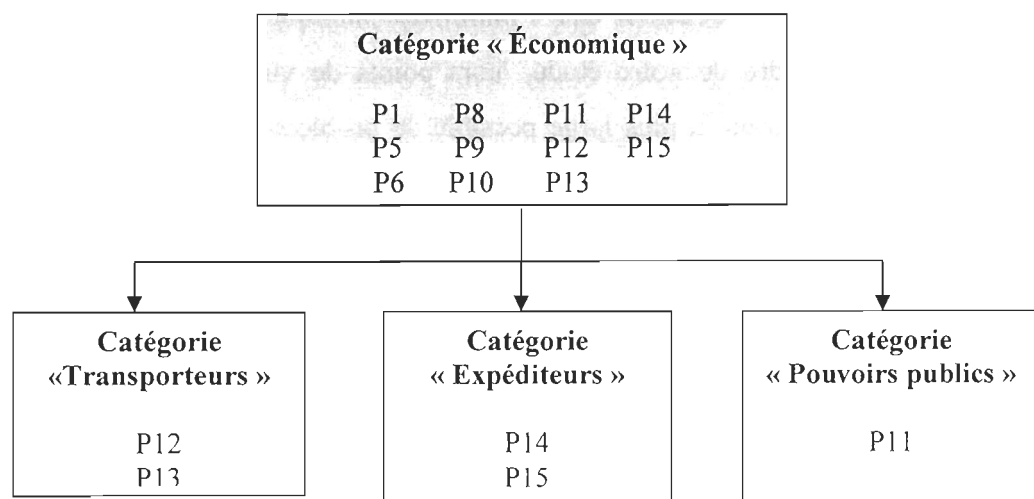 Catégorie « Économique »
P1 P8 P11 P14
P5 P9 P12 P15
P6 P10 P13
Catégorie
«Transporteurs »
P12
P13
Catégorie
« Expéditeurs »
P14
P15
Catégorie
« Pouvoirs publics »
P11